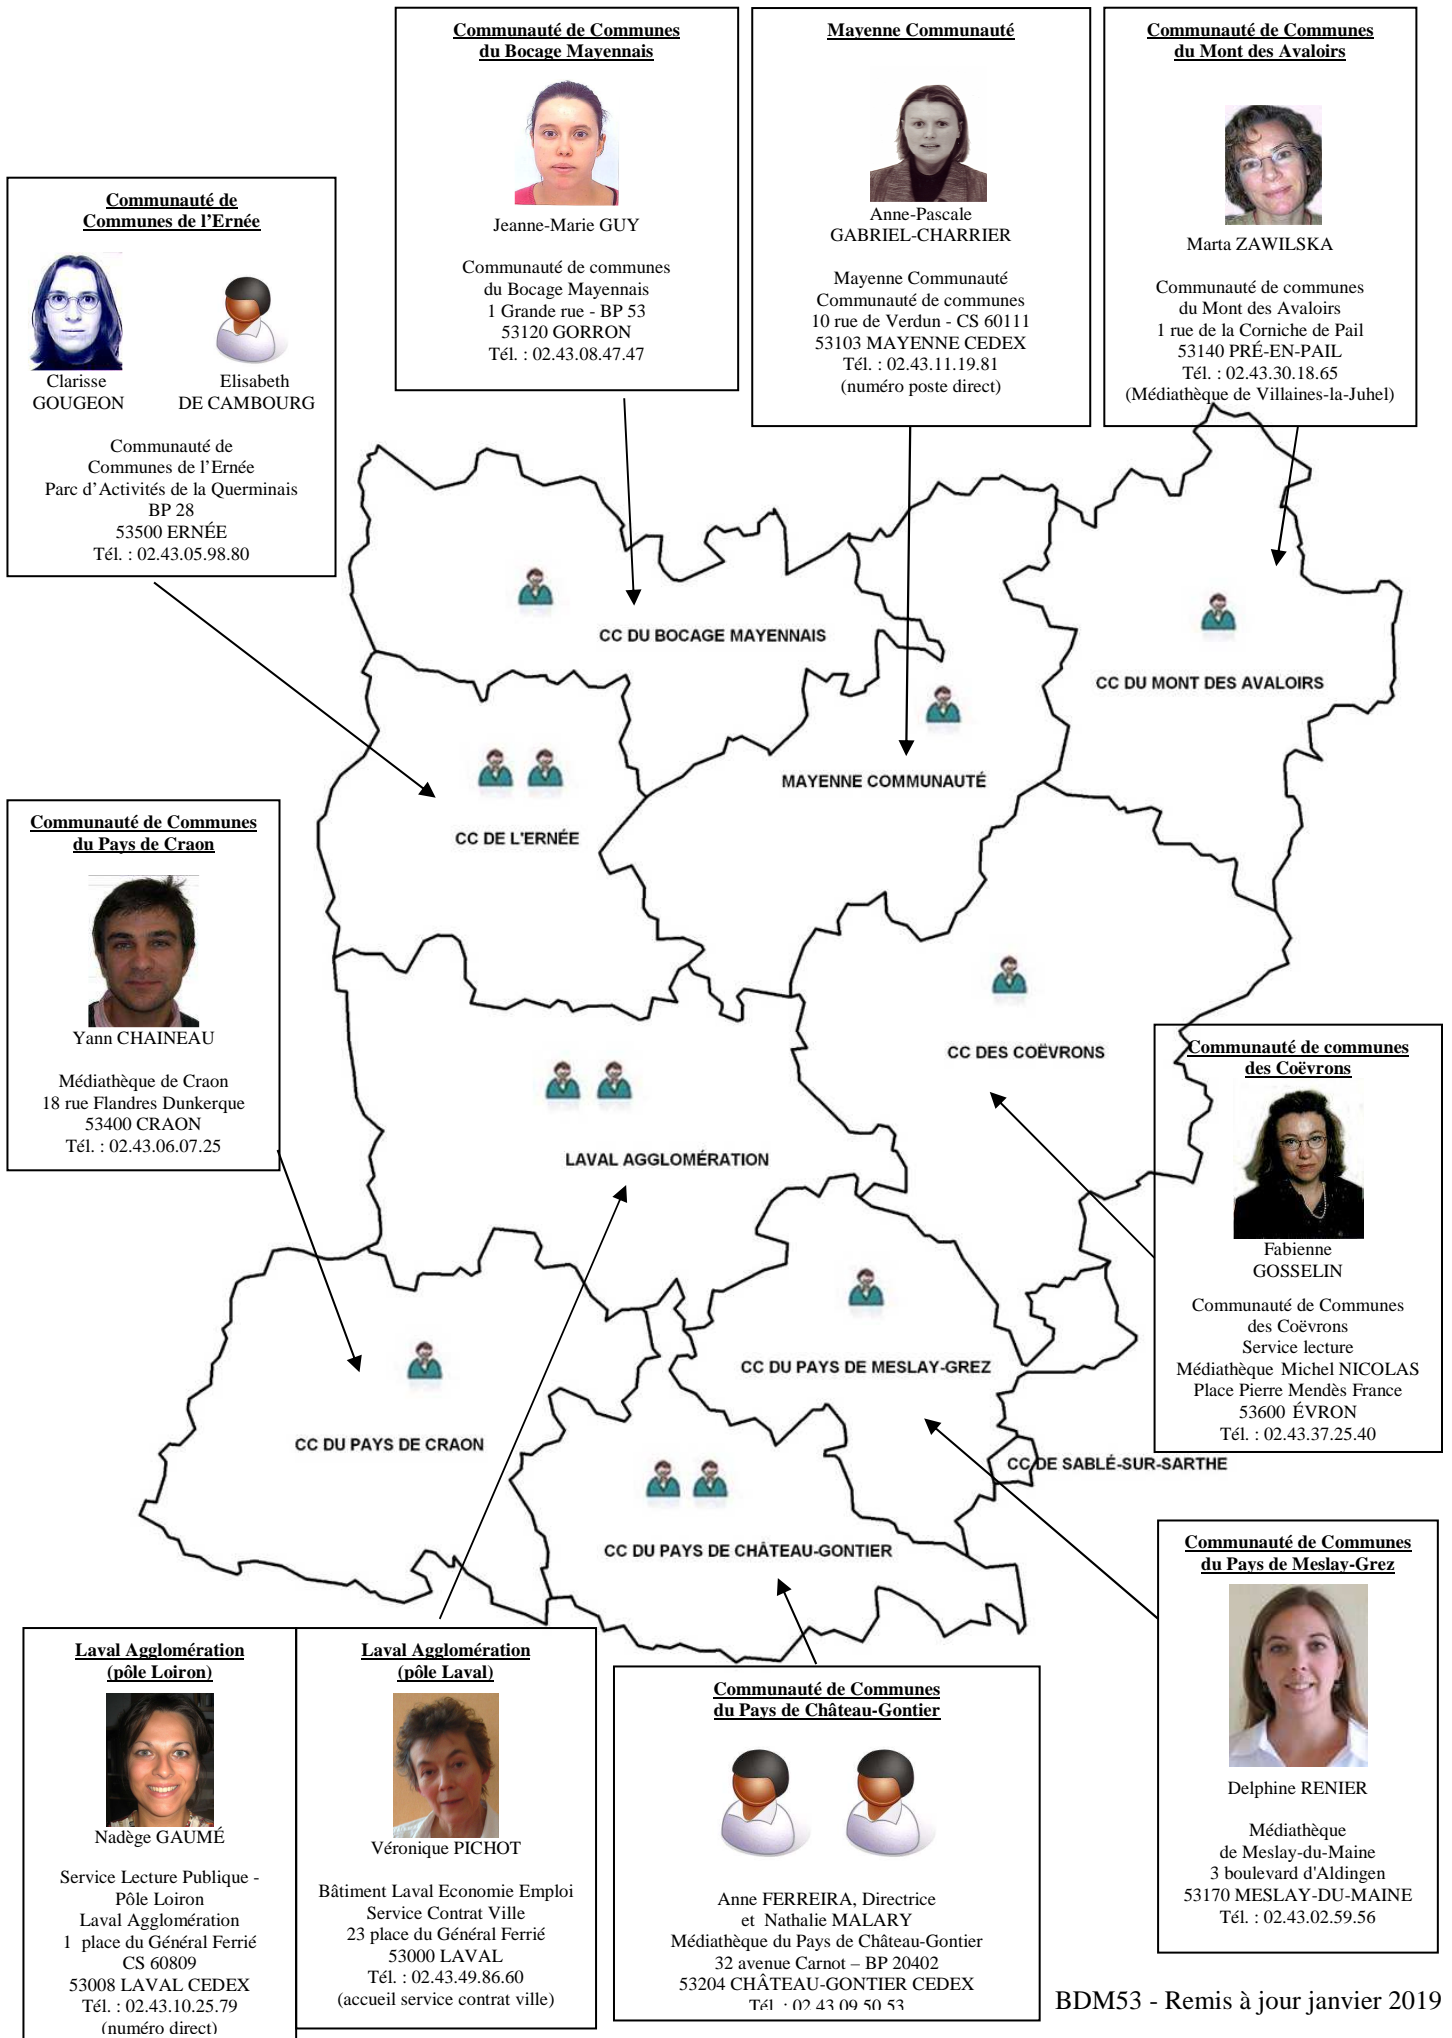 Communauté de Communes
du Bocage Mayennais
Jeanne-Marie GUY
Communauté de communes
du Bocage Mayennais
1 Grande rue - BP 53
53120 GORRON
Tél. : 02.43.08.47.47
Mayenne Communauté
Anne-Pascale
GABRIEL-CHARRIER
Mayenne Communauté
Communauté de communes
10 rue de Verdun - CS 60111
53103 MAYENNE CEDEX
Tél. : 02.43.11.19.81
(numéro poste direct)
Communauté de Communes
du Mont des Avaloirs
Marta ZAWILSKA
Communauté de communes
du Mont des Avaloirs
1 rue de la Corniche de Pail
53140 PRÉ-EN-PAIL
Tél. : 02.43.30.18.65
(Médiathèque de Villaines-la-Juhel)
Communauté de
Communes de l'Ernée
Clarisse
GOUGEON
Elisabeth
DE CAMBOURG
Communauté de
Communes de l'Ernée
Parc d'Activités de la Querminais
BP 28
53500 ERNÉE
Tél. : 02.43.05.98.80
CC DU BOCAGE MAYENNAIS
CC DU MONT DES AVALOIRS
MAYENNE COMMUNAUTÉ
CC DE L'ERNÉE
Communauté de Communes
du Pays de Craon
Yann CHAINEAU
Médiathèque de Craon
18 rue Flandres Dunkerque
53400 CRAON
Tél. : 02.43.06.07.25
CC DES COËVRONS
LAVAL AGGLOMÉRATION
Communauté de communes
des Coëvrons
Fabienne
GOSSELIN
Communauté de Communes
des Coëvrons
Service lecture
Médiathèque Michel NICOLAS
Place Pierre Mendès France
53600 ÉVRON
Tél. : 02.43.37.25.40
CC DU PAYS DE MESLAY-GREZ
CC DU PAYS DE CRAON
CC DE SABLÉ-SUR-SARTHE
CC DU PAYS DE CHÂTEAU-GONTIER
Communauté de Communes
du Pays de Meslay-Grez
Delphine RENIER
Médiathèque
de Meslay-du-Maine
3 boulevard d'Aldingen
53170 MESLAY-DU-MAINE
Tél. : 02.43.02.59.56
Laval Agglomération
(pôle Loiron)
Nadège GAUMÉ
Service Lecture Publique -
Pôle Loiron
Laval Agglomération
1 place du Général Ferrié
CS 60809
53008 LAVAL CEDEX
Tél. : 02.43.10.25.79
(numéro direct)
Laval Agglomération
(pôle Laval)
Véronique PICHOT
Bâtiment Laval Economie Emploi
Service Contrat Ville
23 place du Général Ferrié
53000 LAVAL
Tél. : 02.43.49.86.60
(accueil service contrat ville)
Communauté de Communes
du Pays de Château-Gontier
Anne FERREIRA, Directrice
et Nathalie MALARY
Médiathèque du Pays de Château-Gontier
32 avenue Carnot – BP 20402
53204 CHÂTEAU-GONTIER CEDEX
Tél. : 02.43.09.50.53
BDM53 - Remis à jour janvier 2019